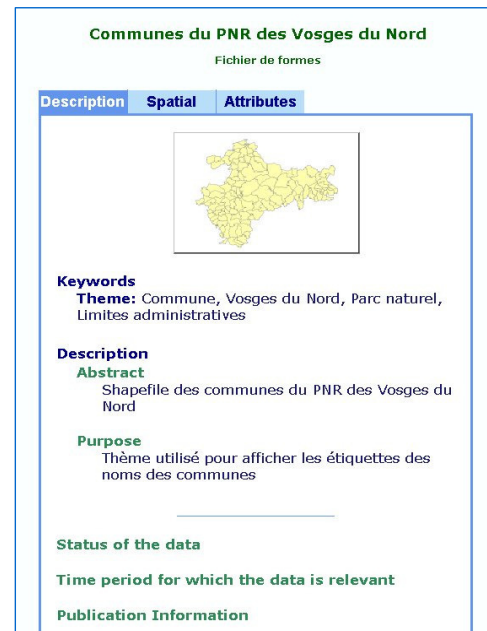 Communes du PNR des Vosges du Nord
Fichier de formes
Description Spatial Attributes
Keywords
Theme: Commune, Vosges du Nord, Parc naturel,
Limites administratives
Description
Abstract
Shapefile des communes du PNR des Vosges du
Nord
Purpose
Thème utilisé pour afficher les étiquettes des
noms des communes
Status of the data
Time period for which the data is relevant
Publication Information